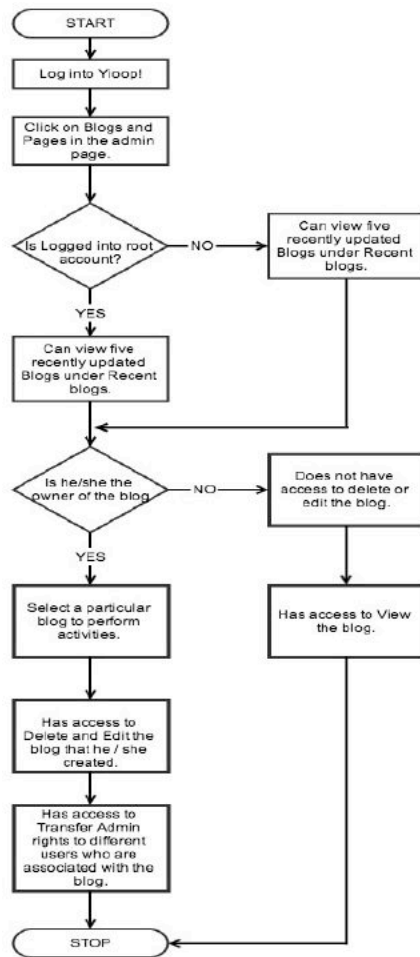 START
Log into Yioop!
Click on Blogs and
Pages in the admin
page.
Is Logged into root
account?
NO
Can view five
recently updated
Blogs under Recent
blogs.
YES
Can view five
recently updated
Blogs under Recent
blogs.
Is he/she the
owner of the blog
NO
Does not have
access to delete or
edit the blog.
YES
Select a particular
blog to perform
activities.
Has access to View
the blog.
Has access to
Delete and Edit the
blog that he / she
created.
Has access to
Transfer Admin
rights to different
users who are
associated with the
blog.
STOP